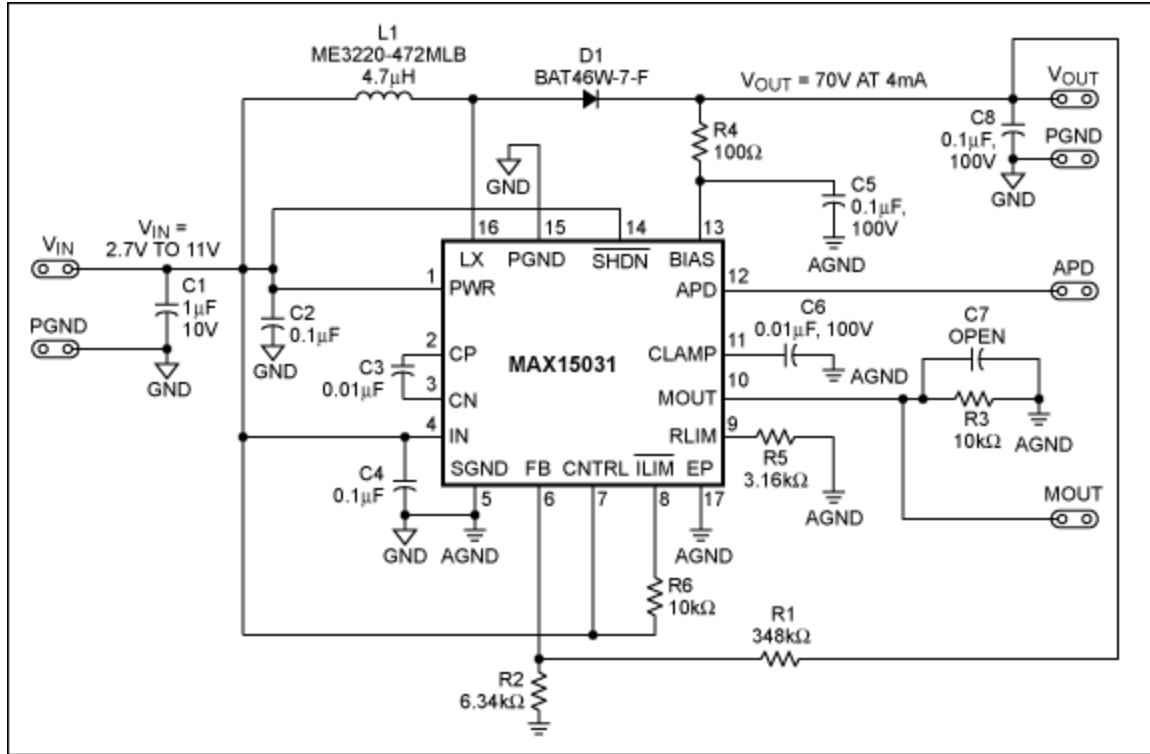 L1
ME3220-472MLB
4.7μH
D1
BAT46W-7-F
VOUT = 70V AT 4mA
VOUT
R4
100Ω
C8
0.1μF,
100V
PGND
GND
GND
C5
0.1μF,
100V
VIN
VIN =
2.7V TO 11V
16
15
14
13
AGND
LX
PGND
SHDN
BIAS
APD
1
PWR
APD
12
C1
1μF
10V
C2
0.1μF
C6
0.01μF, 100V
C7
OPEN
PGND
2
CP
CLAMP
11
GND
GND
C3
0.01μF
MAX15031
AGND
3
CN
MOUT
10
R3
10kΩ
AGND
4
IN
RLIM
9
R5
3.16kΩ
SGND
FB
CNTRL
ILIM
EP
C4
0.1μF
5
6
7
8
17
MOUT
AGND
GND
AGND
AGND
R6
10kΩ
R1
348kΩ
R2
6.34kΩ